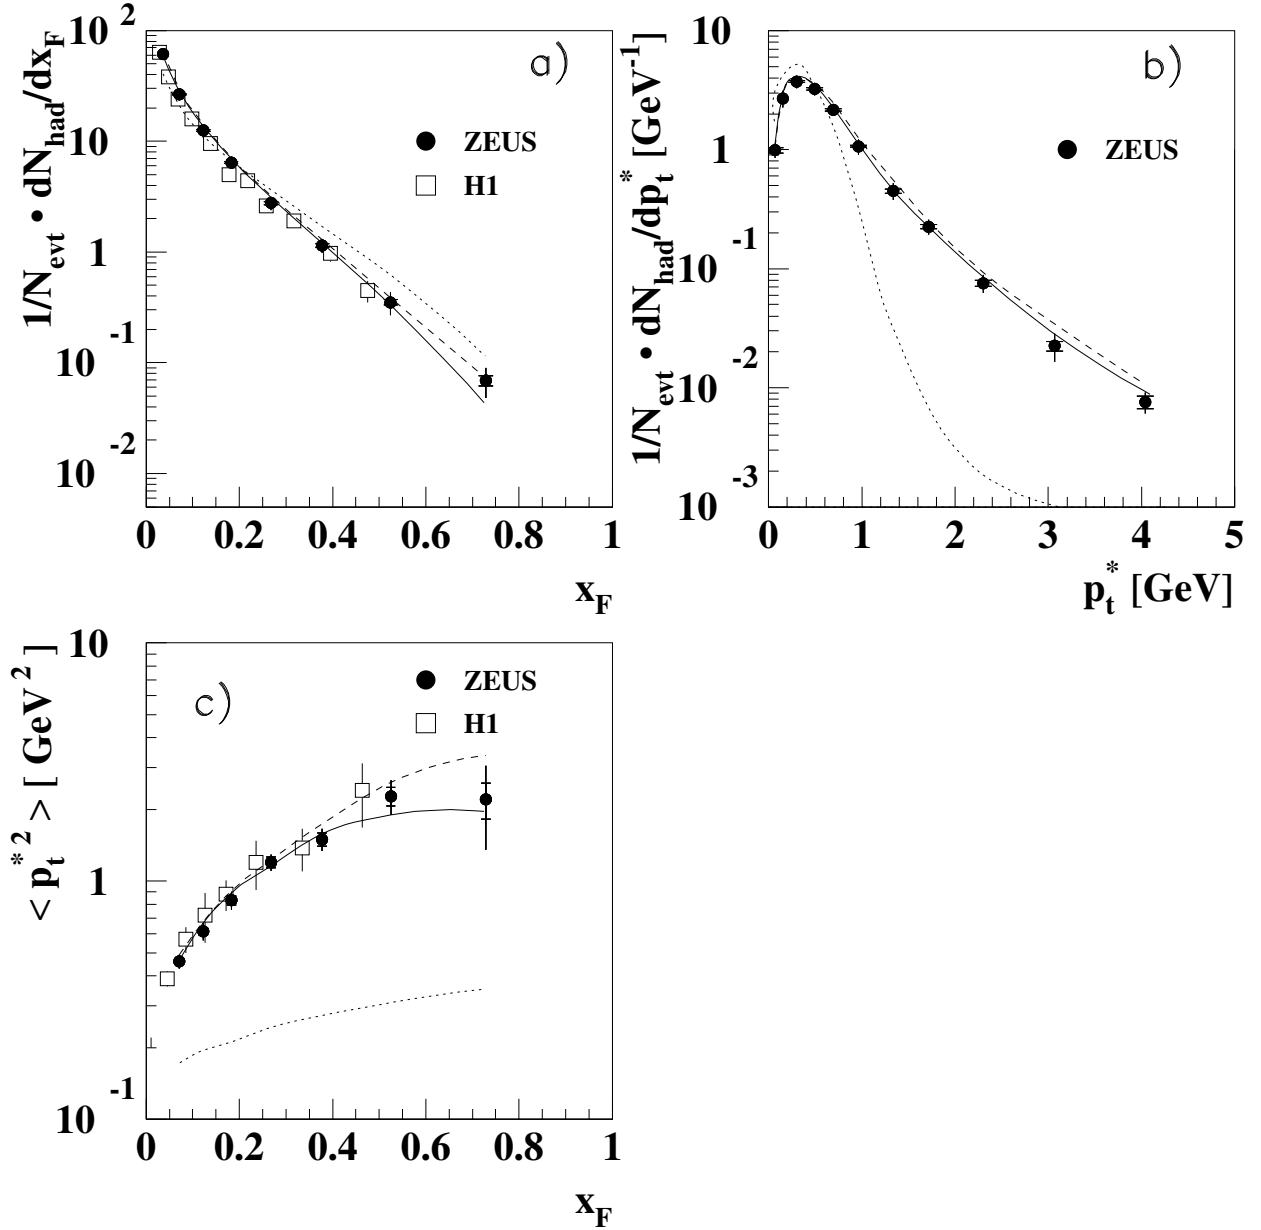 1/N_evt • dN_had/dx_F
10^2
10
1
10^-1
10^-2
a)
ZEUS
H1
0 0.2 0.4 0.6 0.8 1
x_F
1/N_evt • dN_had/dp_t^* [GeV^-1]
10
1
10^-1
10^-2
10^-3
b)
ZEUS
0 1 2 3 4 5
p_t^* [GeV]
< p_t^*2 > [ GeV^2 ]
10
1
10^-1
c)
ZEUS
H1
0 0.2 0.4 0.6 0.8 1
x_F